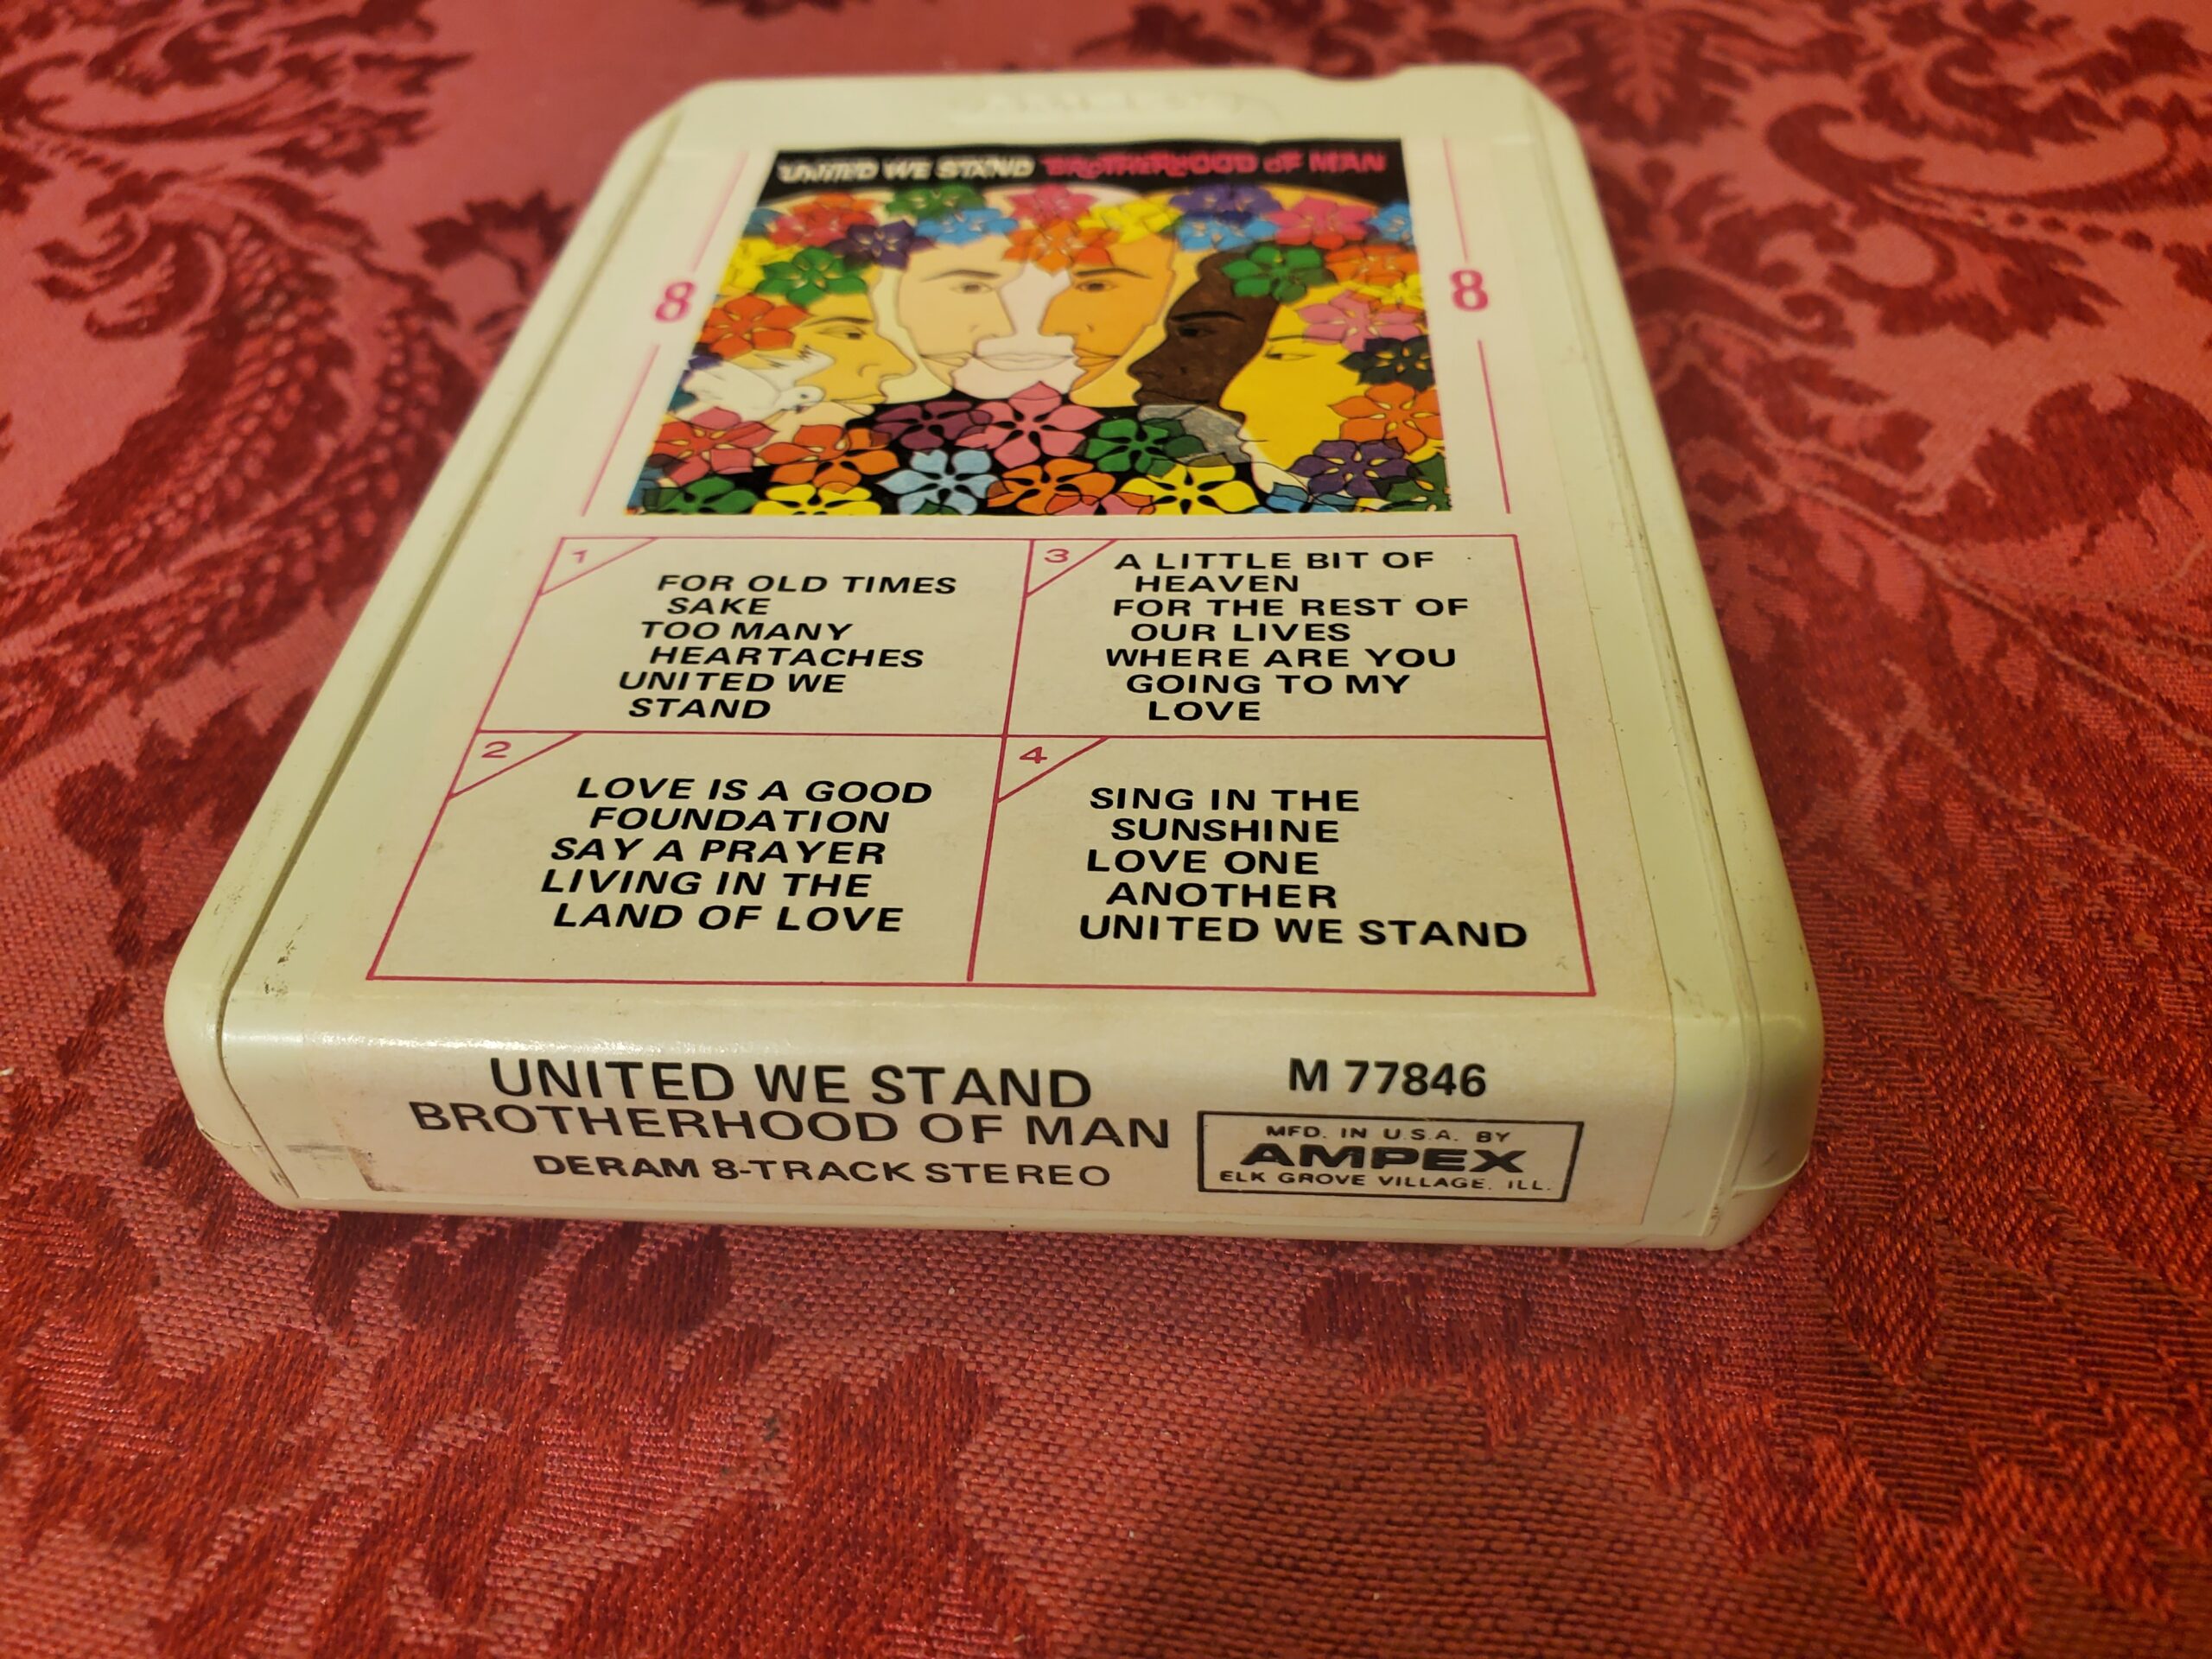 UNITED WE STAND BROTHERHOOD OF MAN
8
8
1
FOR OLD TIMES
SAKE
TOO MANY
HEARTACHES
UNITED WE
STAND
3
A LITTLE BIT OF
HEAVEN
FOR THE REST OF
OUR LIVES
WHERE ARE YOU
GOING TO MY
LOVE
2
LOVE IS A GOOD
FOUNDATION
SAY A PRAYER
LIVING IN THE
LAND OF LOVE
4
SING IN THE
SUNSHINE
LOVE ONE
ANOTHER
UNITED WE STAND
UNITED WE STAND
BROTHERHOOD OF MAN
DERAM 8-TRACK STEREO
M 77846
MFD. IN U.S.A. BY
AMPEX
ELK GROVE VILLAGE, ILL.